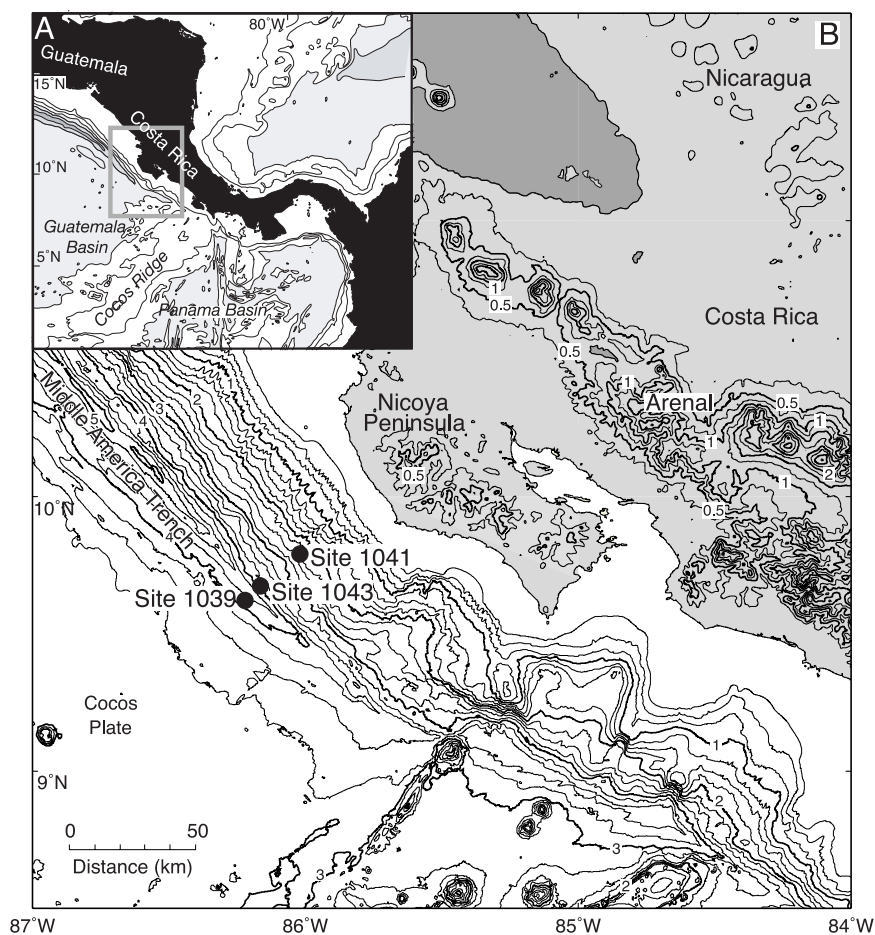 A
80˚W
Guatemala
15˚N
Costa Rica
10˚N
Guatemala
Basin
Cocos Ridge
5˚N
Panama Basin
B
Nicaragua
1
0.5
Costa Rica
0.5
1
Arenal
0.5
1
1
2
1
0.5
Nicoya
Peninsula
0.5
1
2
3
4
5
Middle America Trench
4
10˚N
Site 1041
Site 1043
Site 1039
Cocos
Plate
1
9˚N
2
0
50
Distance (km)
3
3
2
87˚W
86˚W
85˚W
84˚W